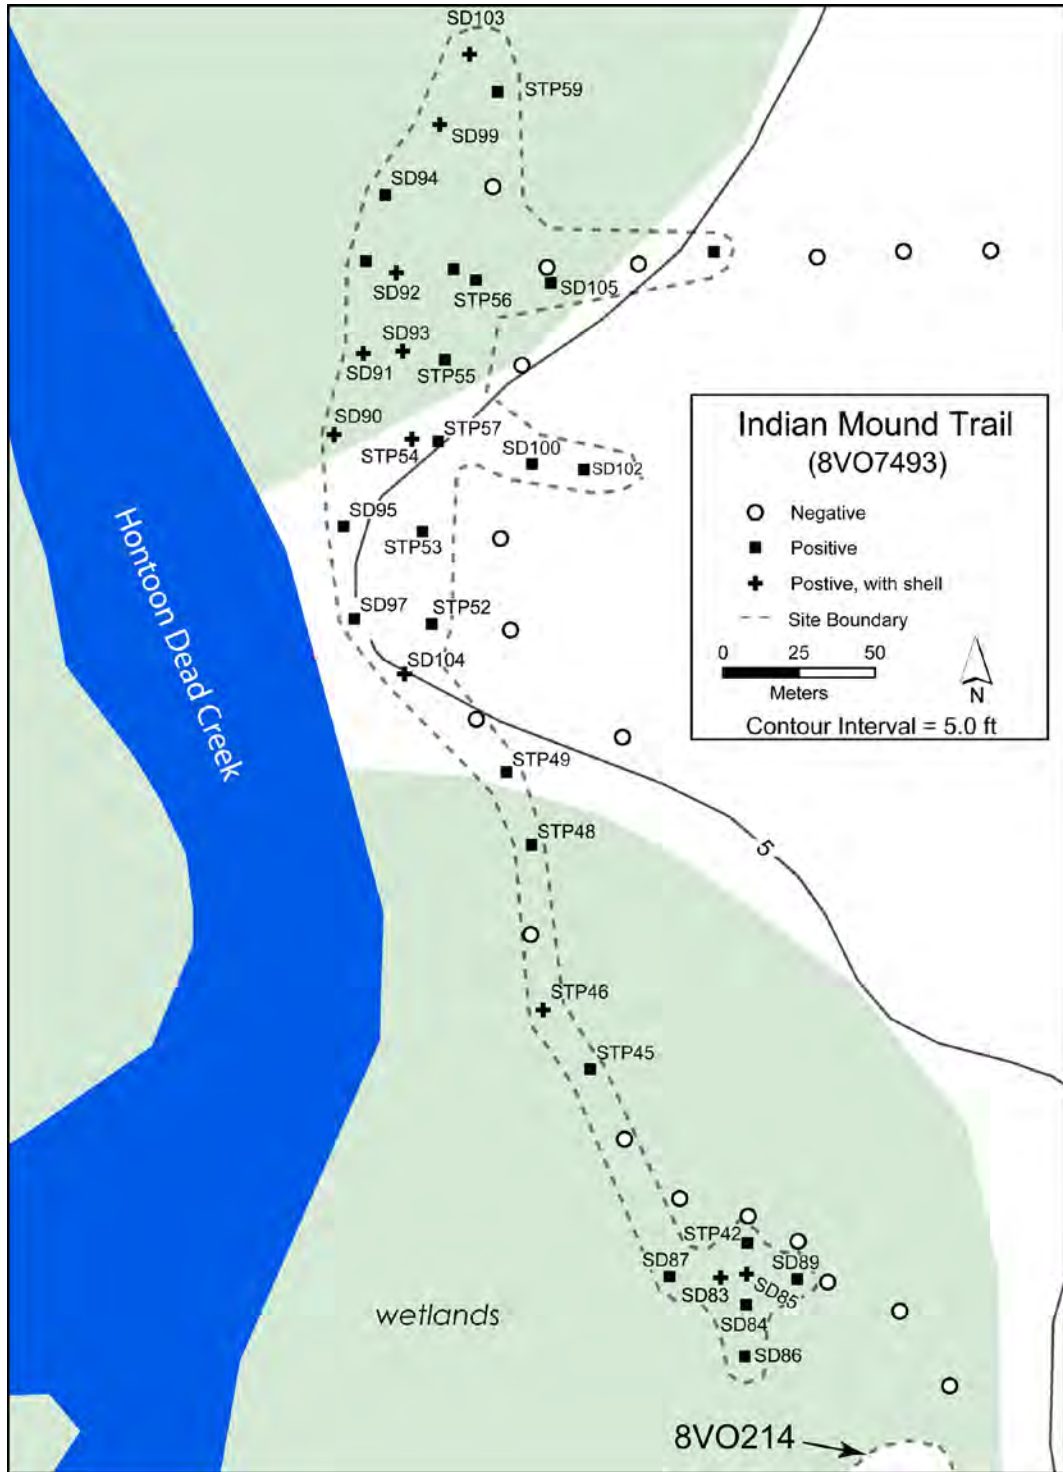 SD103
STP59
SD99
SD94
SD92
STP56
SD105
SD93
SD91
STP55
SD90
STP54
STP57
SD100
SD102
SD95
STP53
SD97
STP52
SD104
STP49
STP48
STP46
STP45
STP42
SD87
SD89
SD83
SD85
SD84
SD86
Hontoon Dead Creek
wetlands
5
8VO214
Indian Mound Trail
(8VO7493)
Negative
Positive
Postive, with shell
Site Boundary
0 25 50
Meters
N
Contour Interval = 5.0 ft